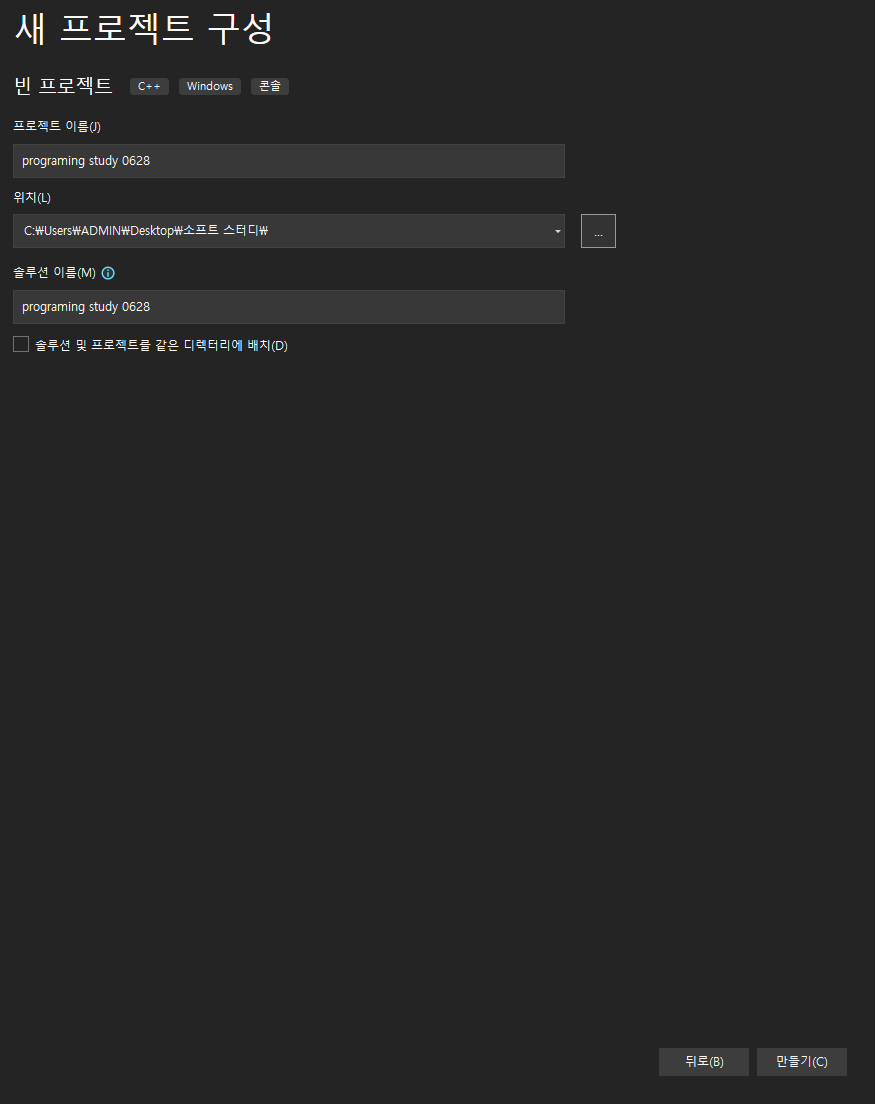 새 프로젝트 구성
빈 프로젝트 C++ Windows 콘솔
프로젝트 이름(J)
programing study 0628
위치(L)
C:₩Users₩ADMIN₩Desktop₩소프트 스터디₩ ...
솔루션 이름(M)
programing study 0628
솔루션 및 프로젝트를 같은 디렉터리에 배치(D)
뒤로(B) 만들기(C)